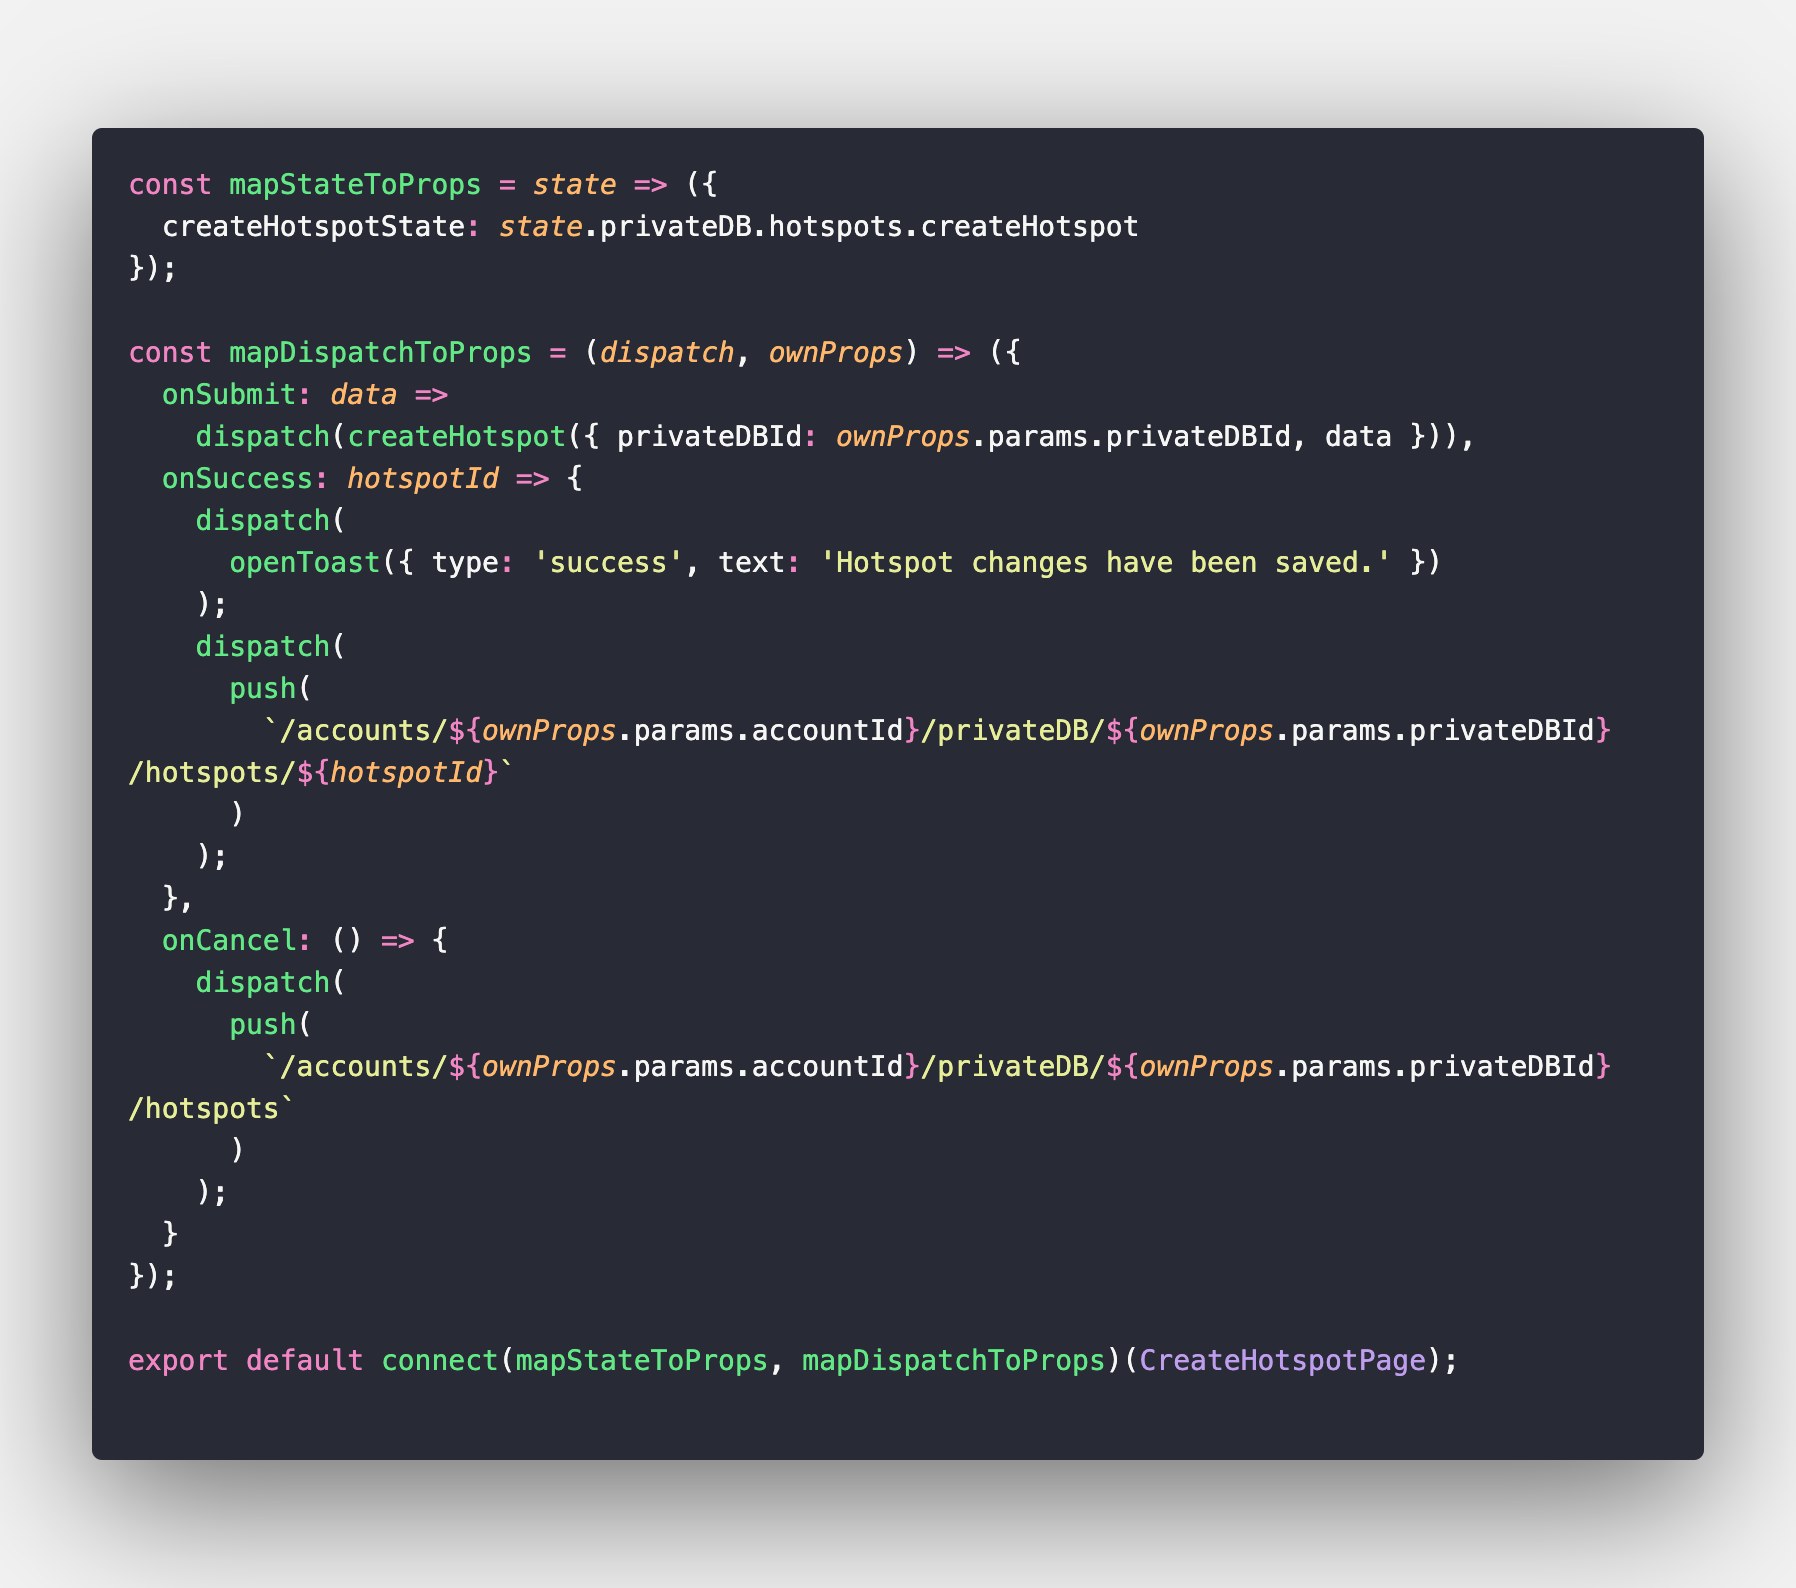 const mapStateToProps = state => ({
  createHotspotState: state.privateDB.hotspots.createHotspot
});

const mapDispatchToProps = (dispatch, ownProps) => ({
  onSubmit: data =>
    dispatch(createHotspot({ privateDBId: ownProps.params.privateDBId, data })),
  onSuccess: hotspotId => {
    dispatch(
      openToast({ type: 'success', text: 'Hotspot changes have been saved.' })
    );
    dispatch(
      push(
        `/accounts/${ownProps.params.accountId}/privateDB/${ownProps.params.privateDBId}
/hotspots/${hotspotId}`
      )
    );
  },
  onCancel: () => {
    dispatch(
      push(
        `/accounts/${ownProps.params.accountId}/privateDB/${ownProps.params.privateDBId}
/hotspots`
      )
    );
  }
});

export default connect(mapStateToProps, mapDispatchToProps)(CreateHotspotPage);